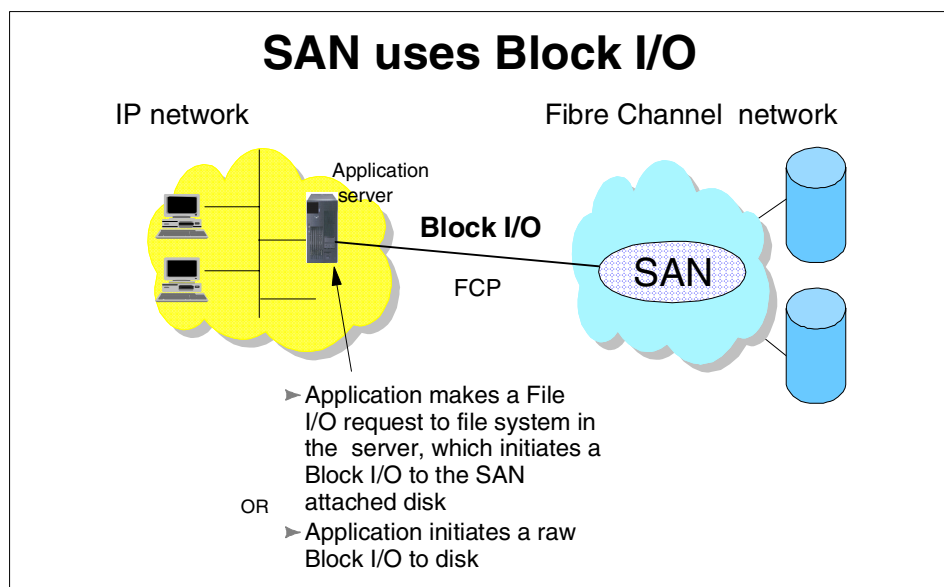 SAN uses Block I/O
IP network
Fibre Channel network
Application
server
Block I/O
FCP
SAN
➢ Application makes a File
I/O request to file system in
the server, which initiates a
Block I/O to the SAN
attached disk
OR
➢ Application initiates a raw
Block I/O to disk